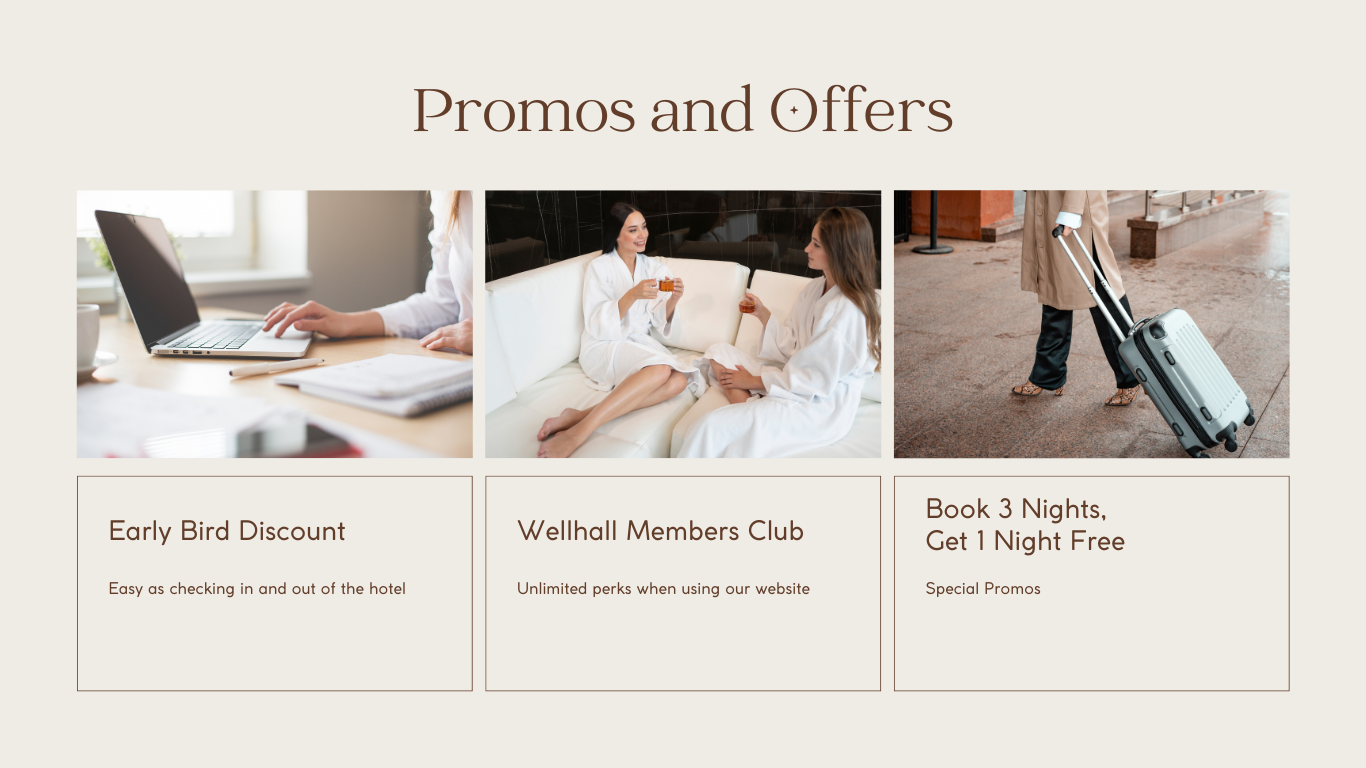 Promos and Offers
Early Bird Discount
Easy as checking in and out of the hotel
Wellhall Members Club
Unlimited perks when using our website
Book 3 Nights,
Get 1 Night Free
Special Promos